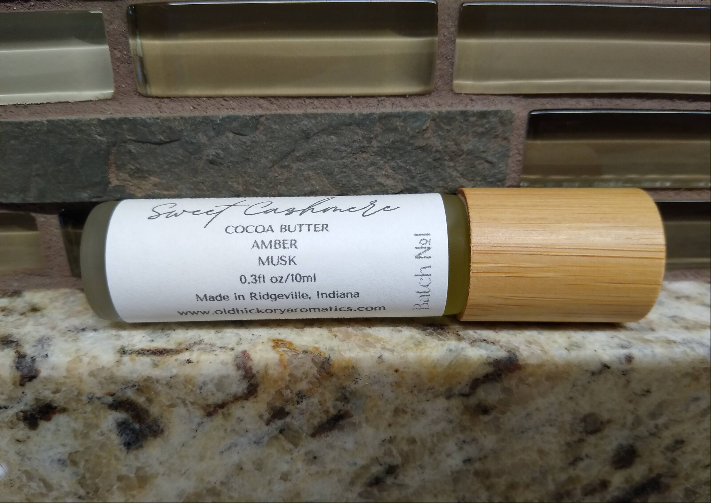 Sweet Cashmere
COCOA BUTTER
AMBER
MUSK
0.3fl oz/10ml
Made in Ridgeville, Indiana
www.oldhickoryaromatics.com
Batch №1